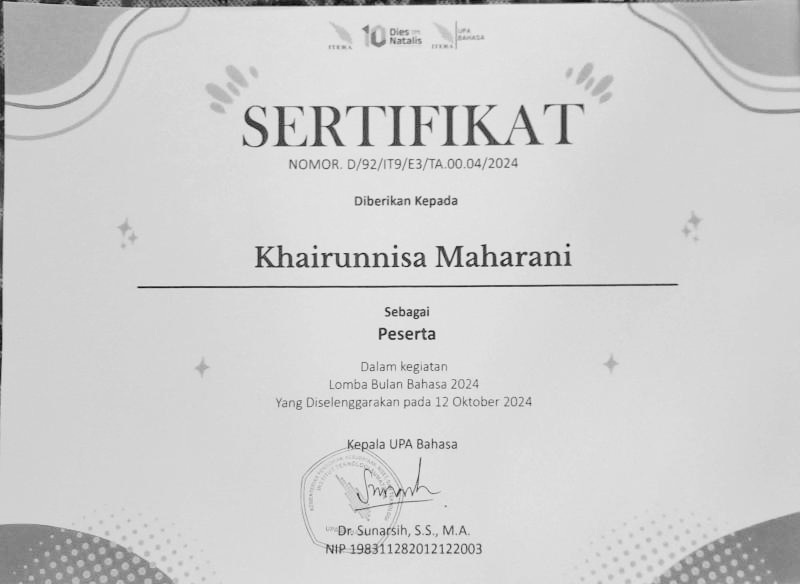 ITERA
10 Dies Natalis
ITERA
UPA BAHASA
SERTIFIKAT
NOMOR. D/92/IT9/E3/TA.00.04/2024
Diberikan Kepada
Khairunnisa Maharani
Sebagai
Peserta
Dalam kegiatan
Lomba Bulan Bahasa 2024
Yang Diselenggarakan pada 12 Oktober 2024
Kepala UPA Bahasa
INSTITUT TEKNOLOGI
Dr. Sunarsih, S.S., M.A.
NIP 198311282012122003